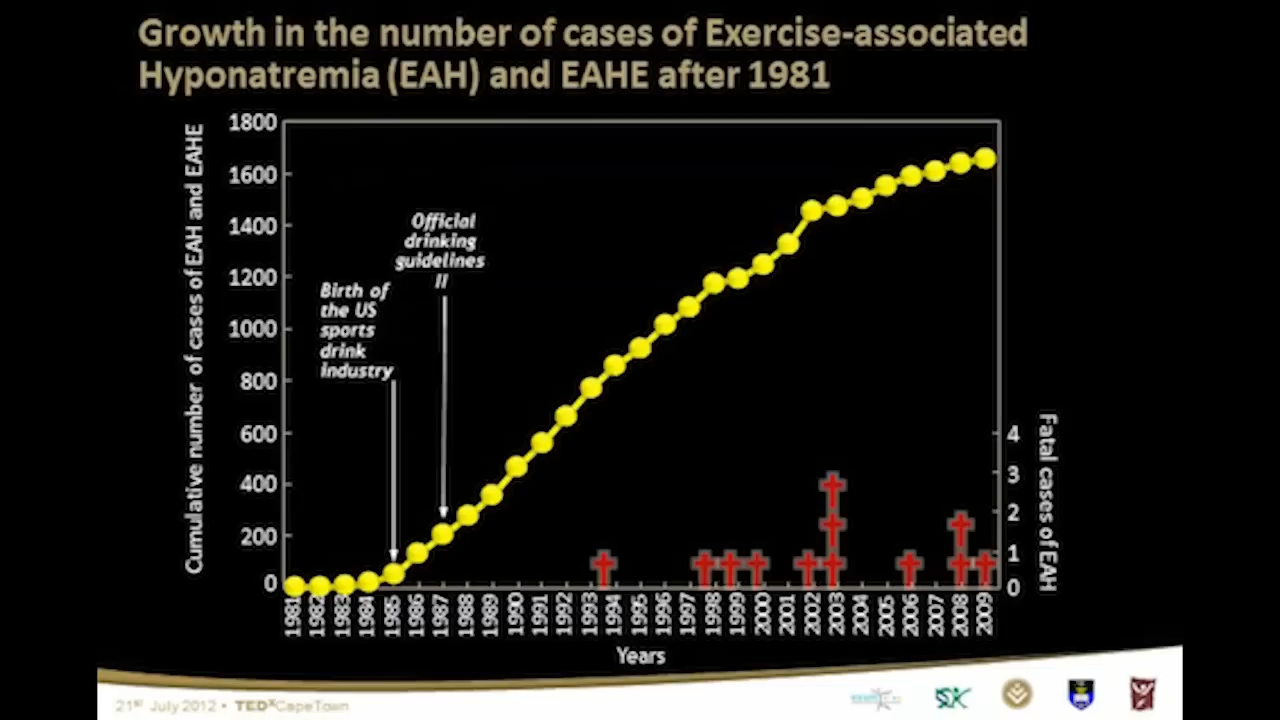 Growth in the number of cases of Exercise-associated
Hyponatremia (EAH) and EAHE after 1981
Cumulative number of cases of EAH and EAHE
1800
1600
1400
1200
1000
800
600
400
200
0
Official
drinking
guidelines
II
Birth of
the US
sports
drink
industry
4
3
2
1
0
Fatal cases of EAH
1981
1982
1983
1984
1985
1986
1987
1988
1989
1990
1991
1992
1993
1994
1995
1996
1997
1998
1999
2000
2001
2002
2003
2004
2005
2006
2007
2008
2009
Years
21st July 2012 • TEDxCapeTown